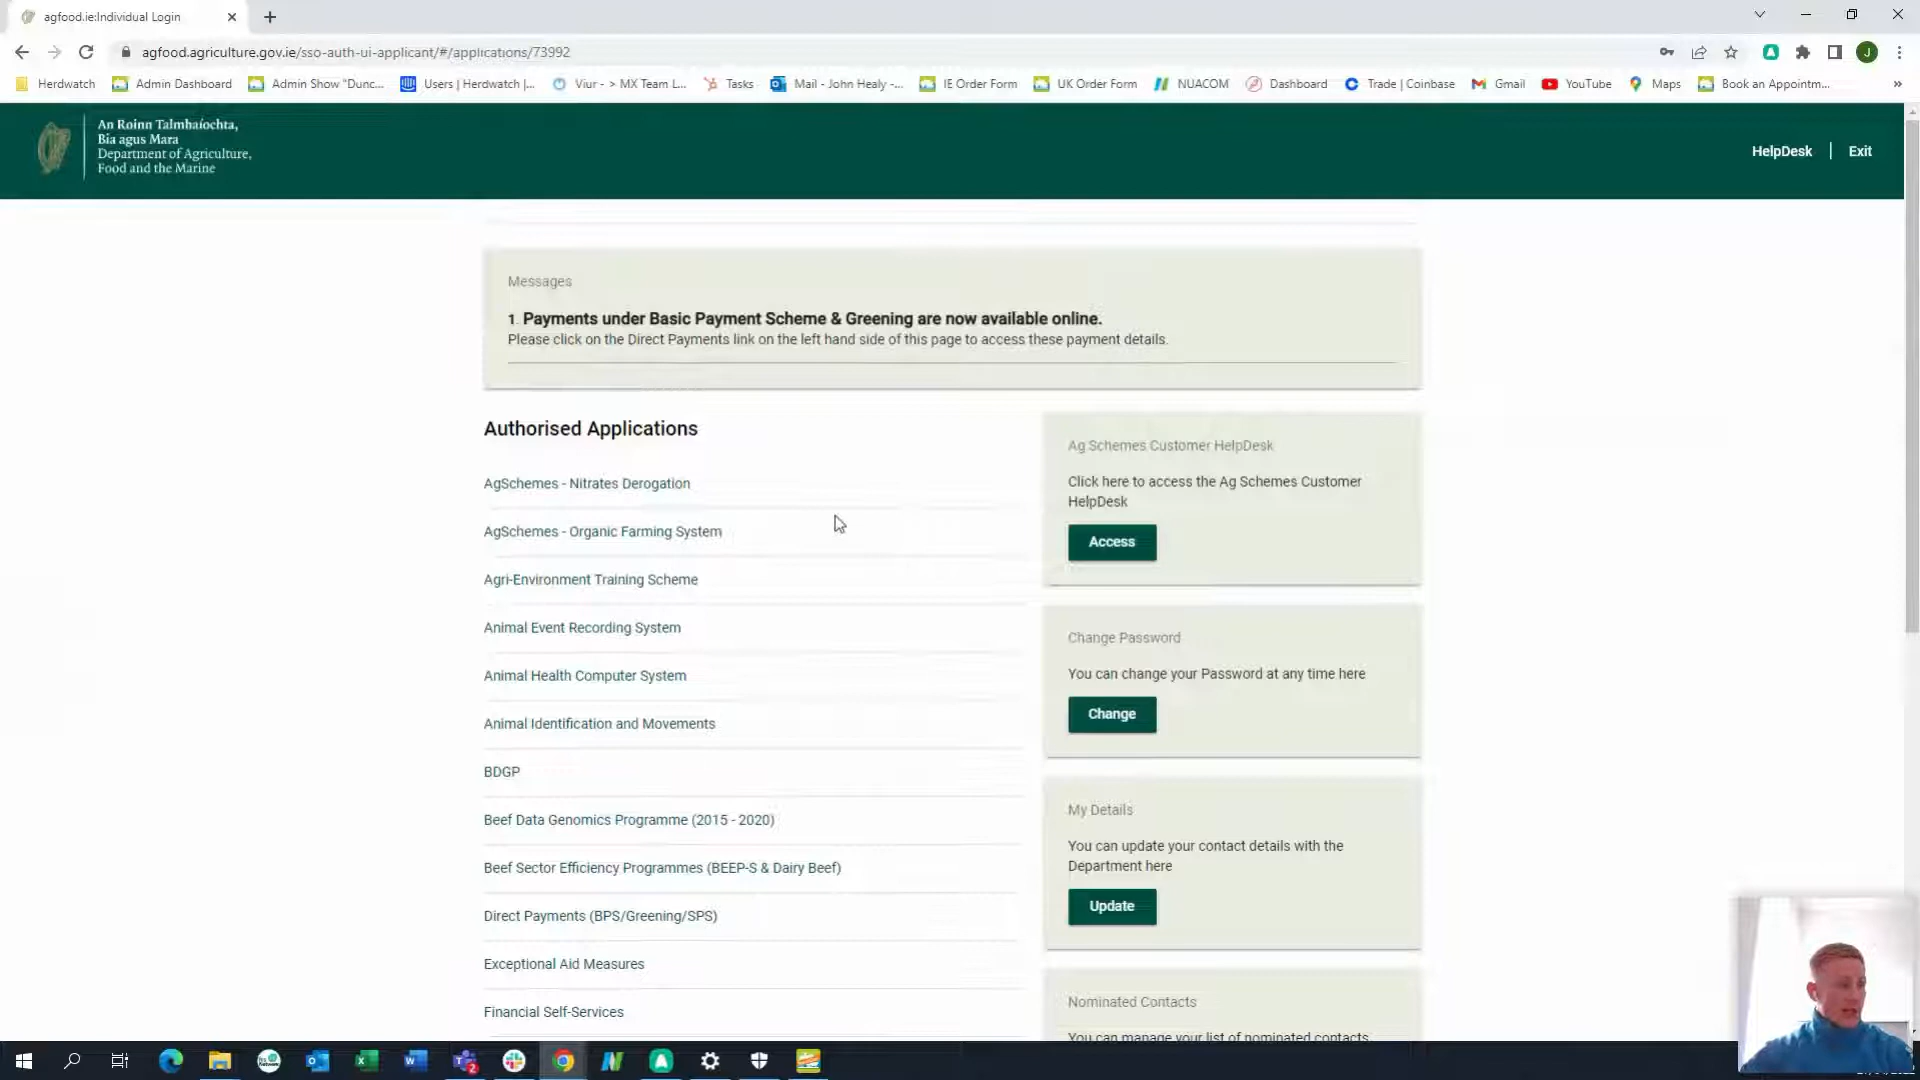 agfood.ie:Individual Login
agfood.agriculture.gov.ie/sso-auth-ui-applicant/#/applications/73992
Herdwatch
Admin Dashboard
Admin Show "Dunc...
Users | Herdwatch |...
Viur - > MX Team L...
Tasks
Mail - John Healy -...
IE Order Form
UK Order Form
NUACOM
Dashboard
Trade | Coinbase
Gmail
YouTube
Maps
Book an Appointm...
An Roinn Talmhaíochta,
Bia agus Mara
Department of Agriculture,
Food and the Marine
HelpDesk | Exit
Messages
1. Payments under Basic Payment Scheme & Greening are now available online.
Please click on the Direct Payments link on the left hand side of this page to access these payment details.
Authorised Applications
AgSchemes - Nitrates Derogation
AgSchemes - Organic Farming System
Agri-Environment Training Scheme
Animal Event Recording System
Animal Health Computer System
Animal Identification and Movements
BDGP
Beef Data Genomics Programme (2015 - 2020)
Beef Sector Efficiency Programmes (BEEP-S & Dairy Beef)
Direct Payments (BPS/Greening/SPS)
Exceptional Aid Measures
Financial Self-Services
Ag Schemes Customer HelpDesk
Click here to access the Ag Schemes Customer
HelpDesk
Access
Change Password
You can change your Password at any time here
Change
My Details
You can update your contact details with the
Department here
Update
Nominated Contacts
You can manage your list of nominated contacts